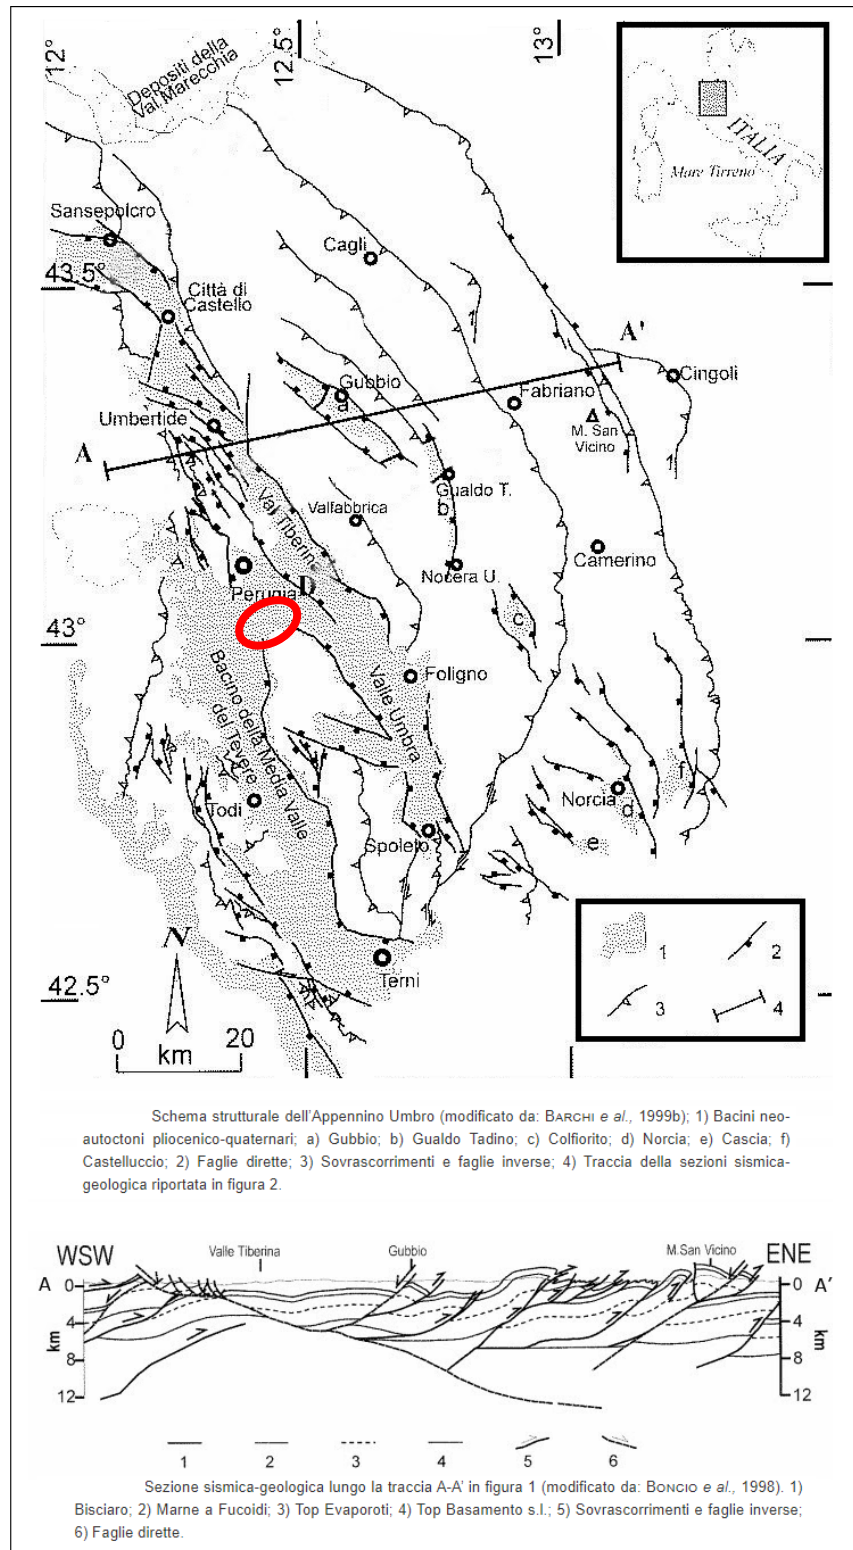 12°
12.5°
13°
Depositi della
Val Marecchia
ITALIA
Mare Tirreno
Sansepolcro
Cagli
43.5°
Città di
Castello
A'
Gubbio
a
Cingoli
Fabriano
Umbertide
M. San
Vicino
A
Gualdo T.
b
Val Tiberina
Valfabbrica
Camerino
Nocera U.
Perugia
D
c
43°
Foligno
Valle Umbra
Bacino della Media Valle
del Tevere
f
Norcia
d
Todi
Spoleto
e
N
Terni
42.5°
1
2
3
4
0
20
km
Schema strutturale dell'Appennino Umbro (modificato da: BARCHI et al., 1999b); 1) Bacini neo-
autoctoni pliocenico-quaternari; a) Gubbio; b) Gualdo Tadino; c) Colfiorito; d) Norcia; e) Cascia; f)
Castelluccio; 2) Faglie dirette; 3) Sovrascorrimenti e faglie inverse; 4) Traccia della sezioni sismica-
geologica riportata in figura 2.
WSW
Valle Tiberina
Gubbio
M.San Vicino
ENE
A
0
0
A'
4
4
km
km
8
8
12
12
1
2
3
4
5
6
Sezione sismica-geologica lungo la traccia A-A' in figura 1 (modificato da: BONCIO et al., 1998). 1)
Bisciaro; 2) Marne a Fucoidi; 3) Top Evaporoti; 4) Top Basamento s.l.; 5) Sovrascorrimenti e faglie inverse;
6) Faglie dirette.